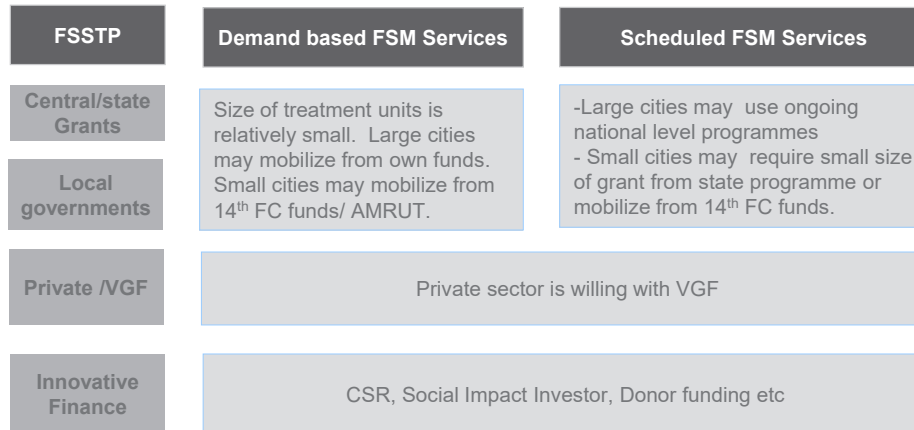 FSSTP
Demand based FSM Services
Scheduled FSM Services
Central/state
Grants
Local
governments
Size of treatment units is
relatively small.  Large cities
may mobilize from own funds.
Small cities may mobilize from
14th FC funds/ AMRUT.
-Large cities may  use ongoing
national level programmes
- Small cities may  require small size
of grant from state programme or
mobilize from 14th FC funds.
Private /VGF
Private sector is willing with VGF
Innovative
Finance
CSR, Social Impact Investor, Donor funding etc